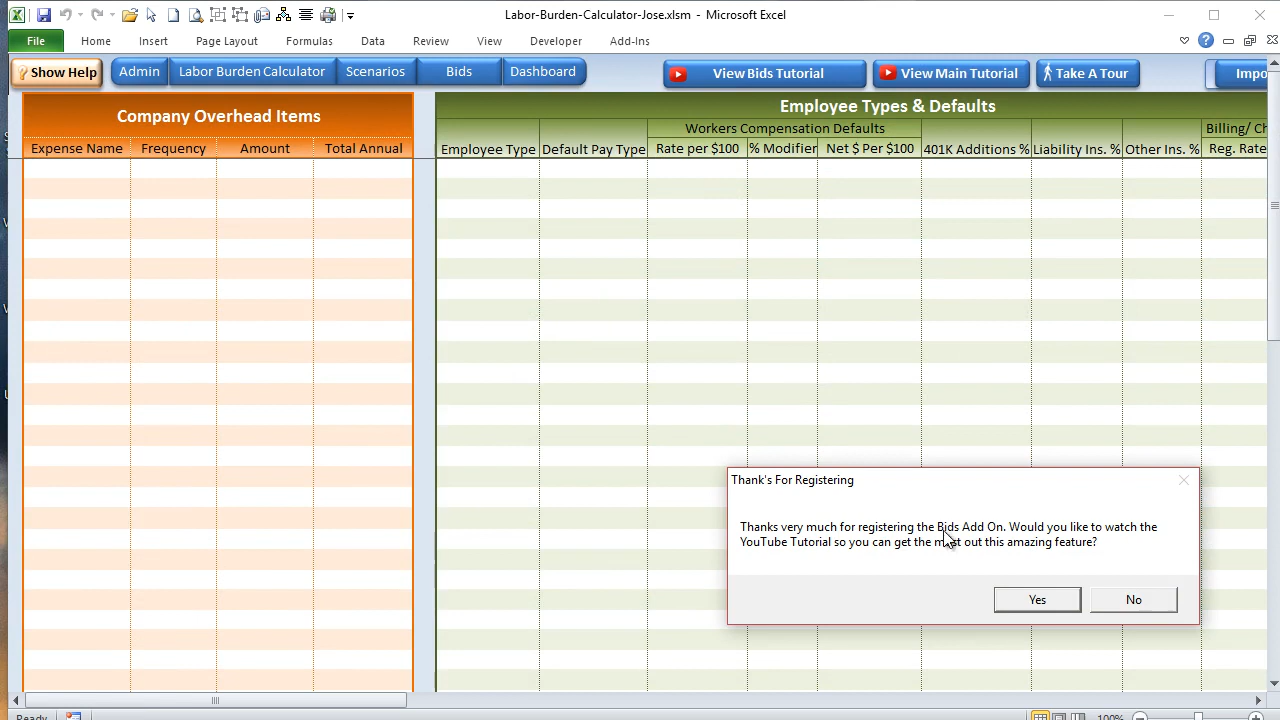 Labor-Burden-Calculator-Jose.xlsm - Microsoft Excel
File Home Insert Page Layout Formulas Data Review View Developer Add-Ins
Show Help Admin Labor Burden Calculator Scenarios Bids Dashboard View Bids Tutorial View Main Tutorial Take A Tour Impo
Company Overhead Items
Expense Name Frequency Amount Total Annual
Employee Types & Defaults
Workers Compensation Defaults Billing/ Ch
Employee Type Default Pay Type Rate per $100 % Modifier Net $ Per $100 401K Additions % Liability Ins. % Other Ins. % Reg. Rate
Thank's For Registering
Thanks very much for registering the Bids Add On. Would you like to watch the
YouTube Tutorial so you can get the most out this amazing feature?
Yes No
Ready 100%